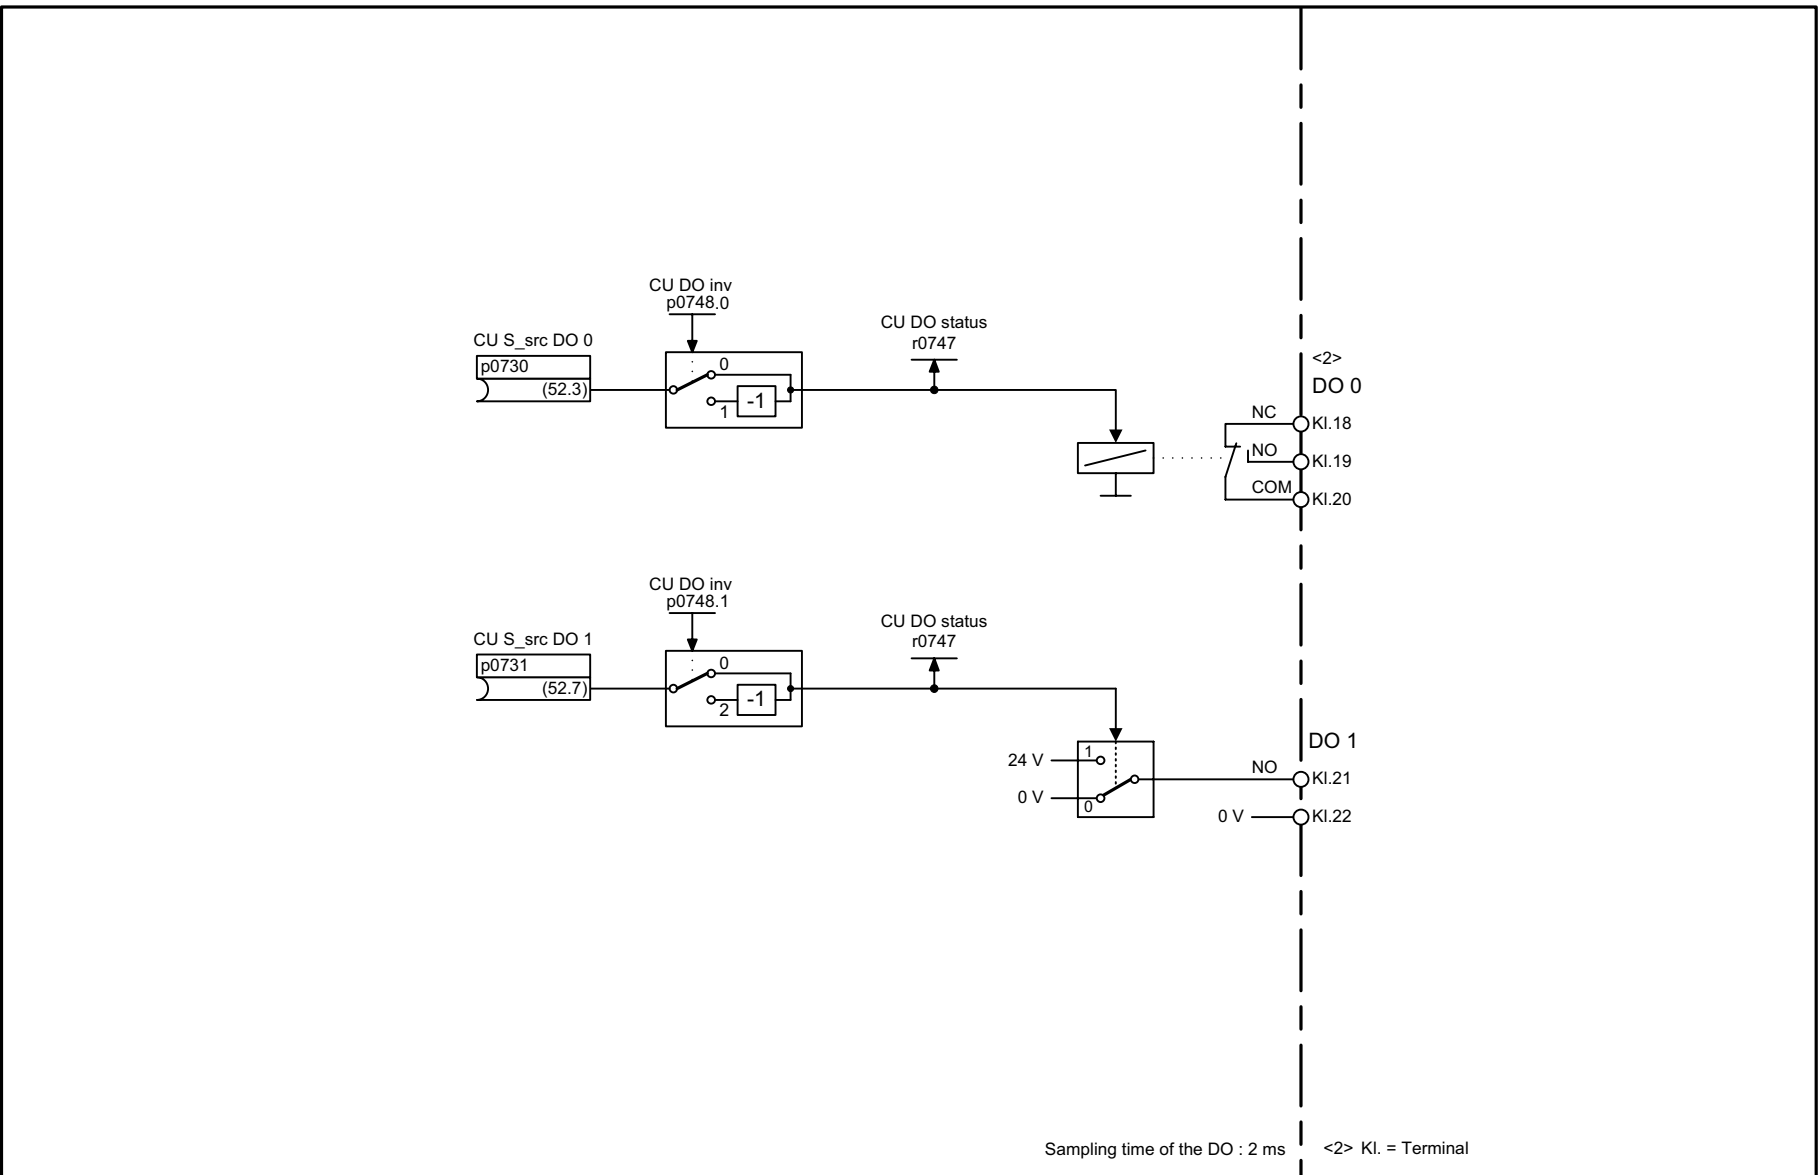 CU DO inv
p0748.0
CU S_src DO 0
p0730
(52.3)
0
1
-1
CU DO status
r0747
<2>
DO 0
NC
Kl.18
NO
Kl.19
COM
Kl.20
CU DO inv
p0748.1
CU S_src DO 1
p0731
(52.7)
0
2
-1
CU DO status
r0747
DO 1
24 V
1
0 V
0
NO
Kl.21
0 V
Kl.22
Sampling time of the DO : 2 ms
<2> Kl. = Terminal